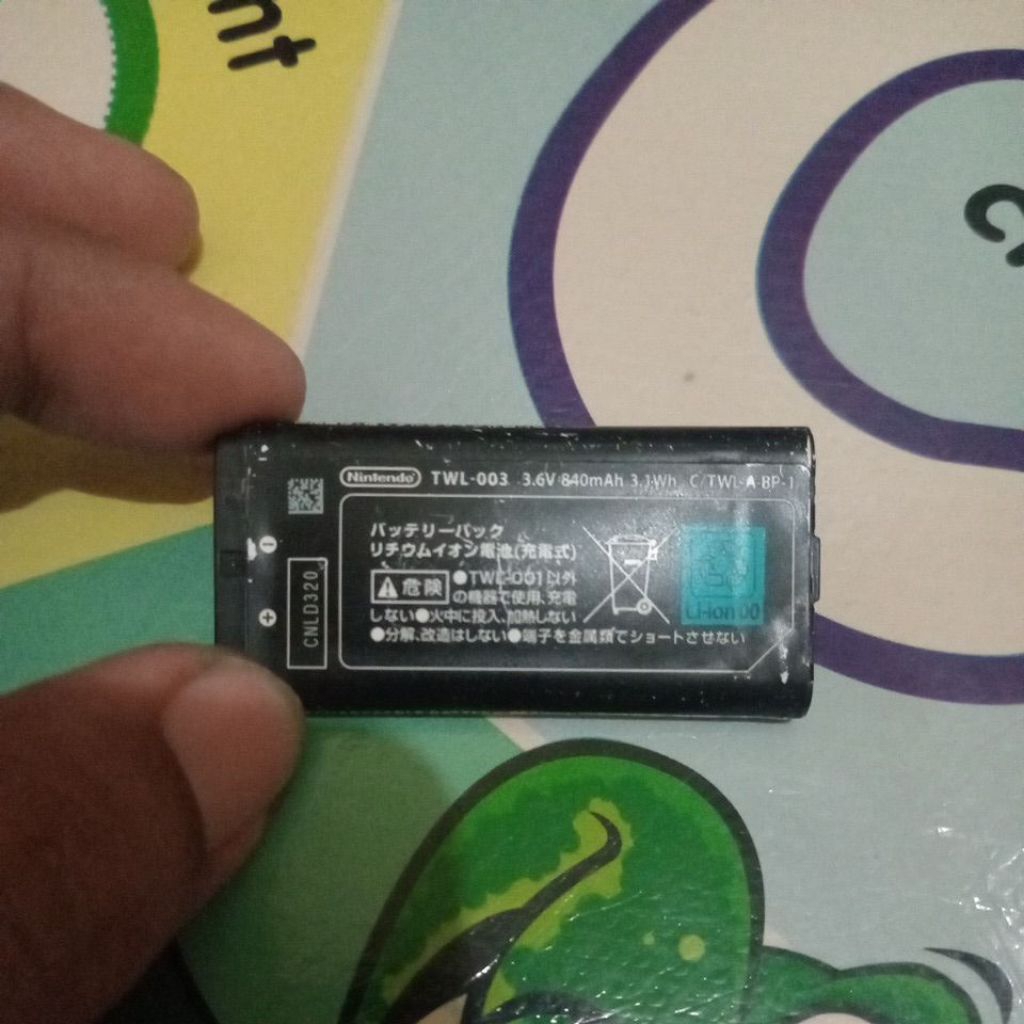 nt
Nintendo TWL-003 3.6V 840mAh 3.1Wh C/TWL-A-BP-1
バッテリーパック
リチウムイオン電池(充電式)
危険 ●TWL-001以外
の機器で使用、充電
しない●火中に投入、加熱しない
●分解、改造はしない●端子を金属類でショートさせない
Li-ion 00
CNLD320